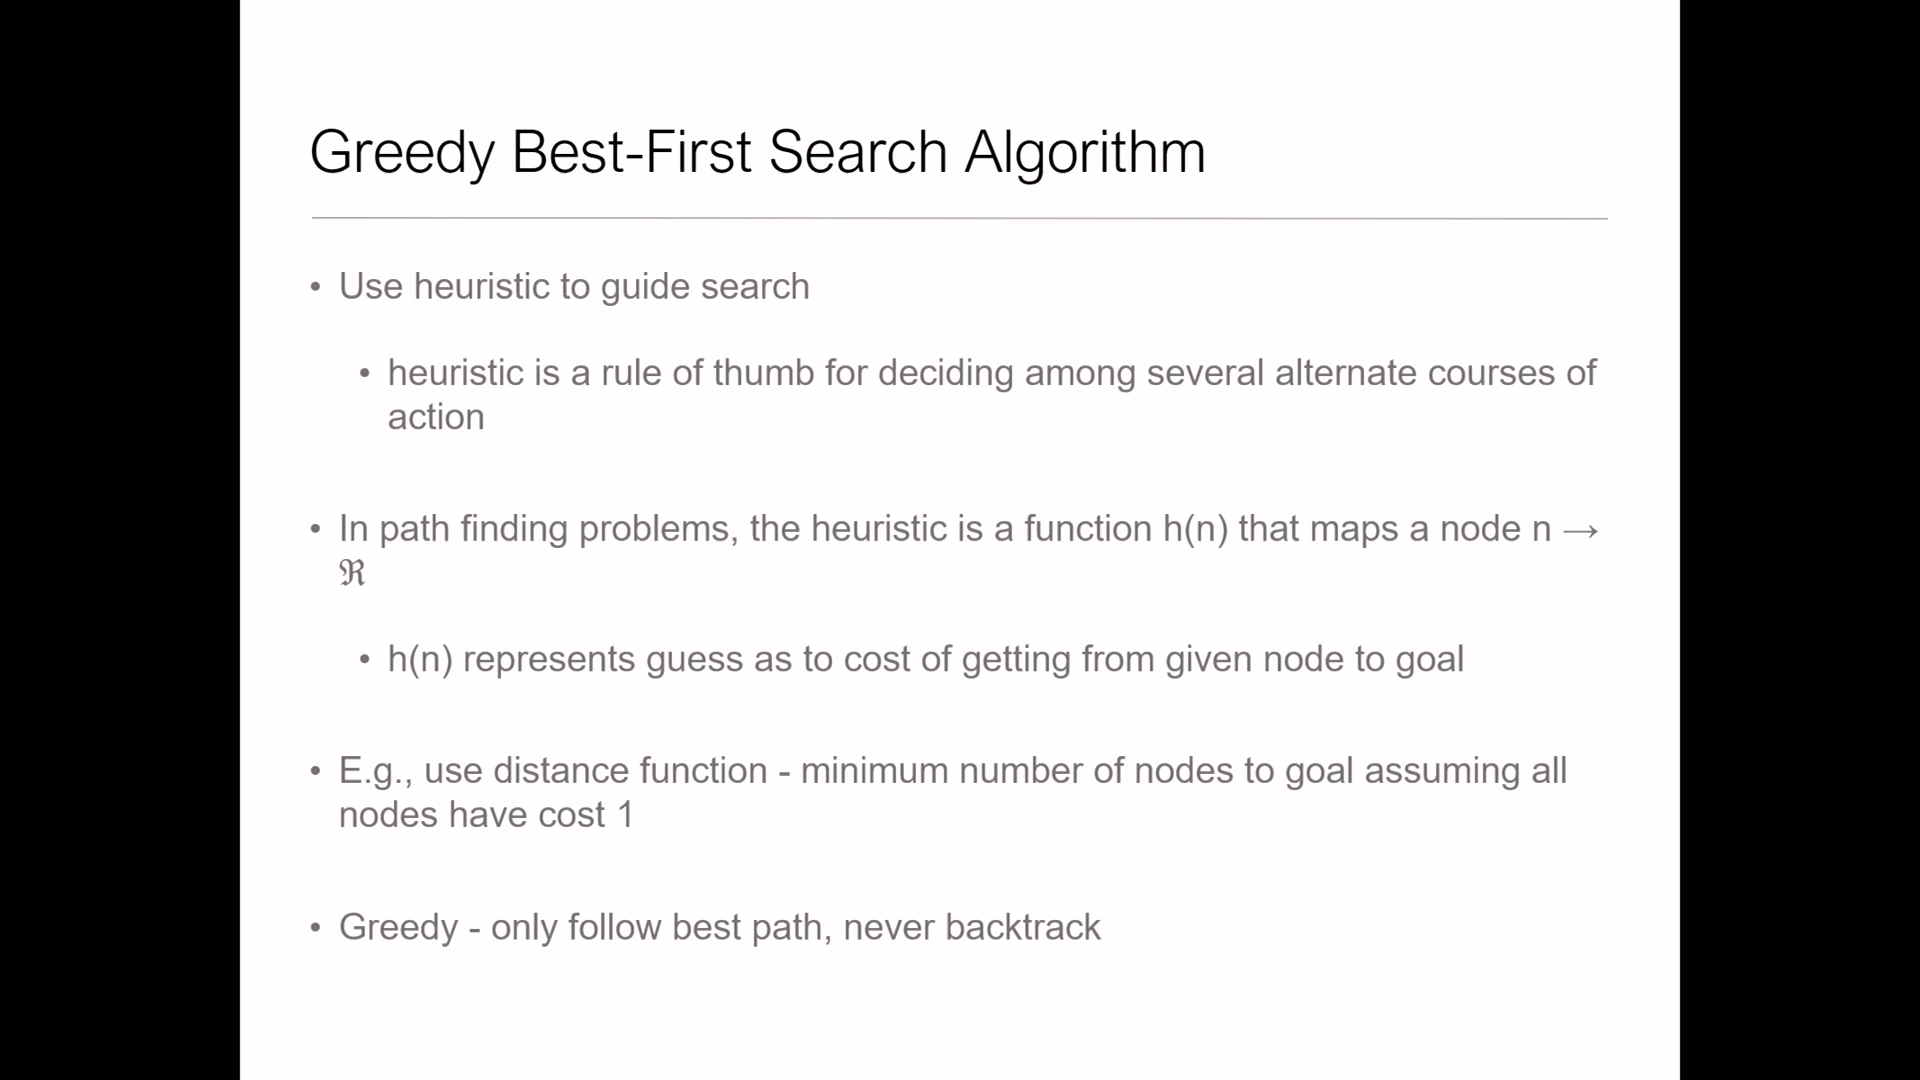 Greedy Best-First Search Algorithm
• Use heuristic to guide search
• heuristic is a rule of thumb for deciding among several alternate courses of
action
• In path finding problems, the heuristic is a function h(n) that maps a node n →
ℜ
• h(n) represents guess as to cost of getting from given node to goal
• E.g., use distance function - minimum number of nodes to goal assuming all
nodes have cost 1
• Greedy - only follow best path, never backtrack